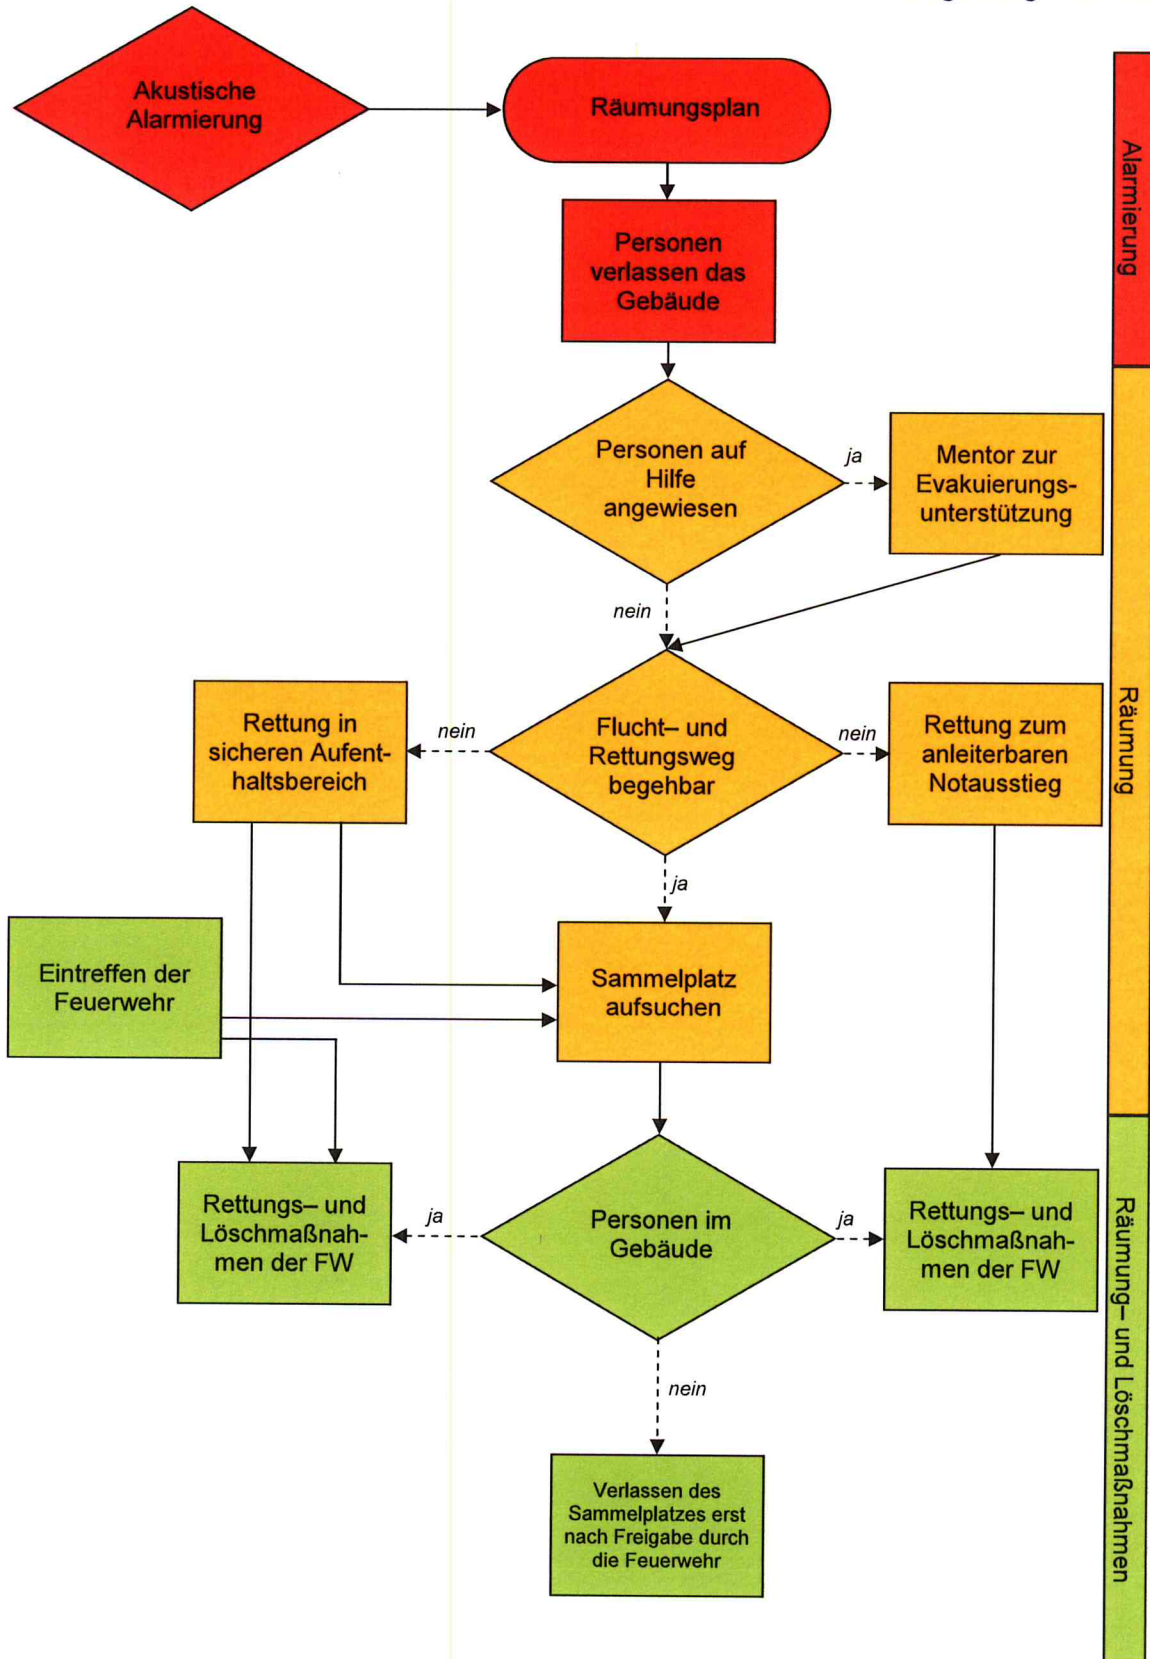 Akustische
Alarmierung
Räumungsplan
Personen
verlassen das
Gebäude
Alarmierung
Personen auf
Hilfe
angewiesen
ja
Mentor zur
Evakuierungs-
unterstützung
nein
Räumung
Rettung in
sicheren Aufent-
haltsbereich
nein
Flucht– und
Rettungsweg
begehbar
nein
Rettung zum
anleiterbaren
Notausstieg
ja
Eintreffen der
Feuerwehr
Sammelplatz
aufsuchen
Rettungs– und
Löschmaßnah-
men der FW
ja
Personen im
Gebäude
ja
Rettungs– und
Löschmaßnah-
men der FW
Räumung– und Löschmaßnahmen
nein
Verlassen des
Sammelplatzes erst
nach Freigabe durch
die Feuerwehr